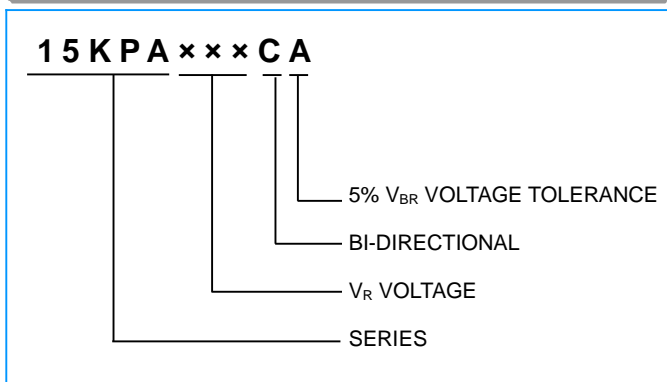 15KPA×××CA
5% VBR VOLTAGE TOLERANCE
BI-DIRECTIONAL
VR VOLTAGE
SERIES